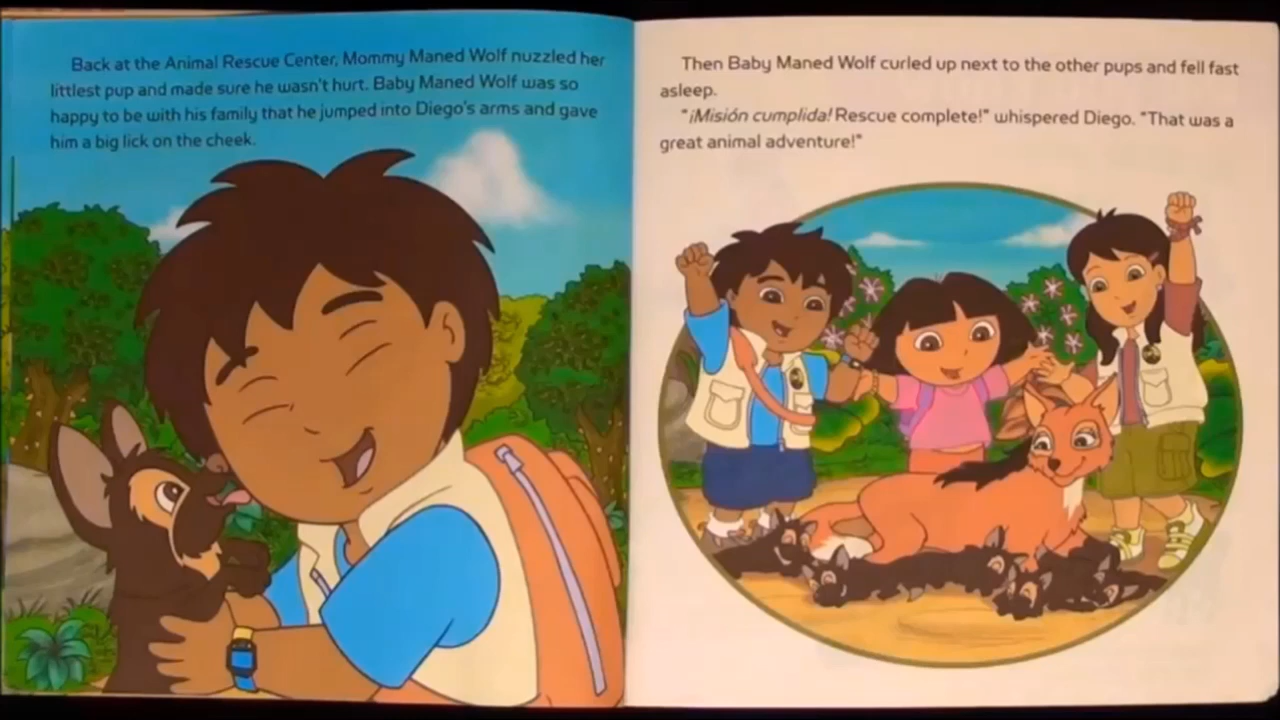 Back at the Animal Rescue Center, Mommy Maned Wolf nuzzled her
littlest pup and made sure he wasn't hurt. Baby Maned Wolf was so
happy to be with his family that he jumped into Diego's arms and gave
him a big lick on the cheek.
Then Baby Maned Wolf curled up next to the other pups and fell fast
asleep.
"¡Misión cumplida! Rescue complete!" whispered Diego. "That was a
great animal adventure!"